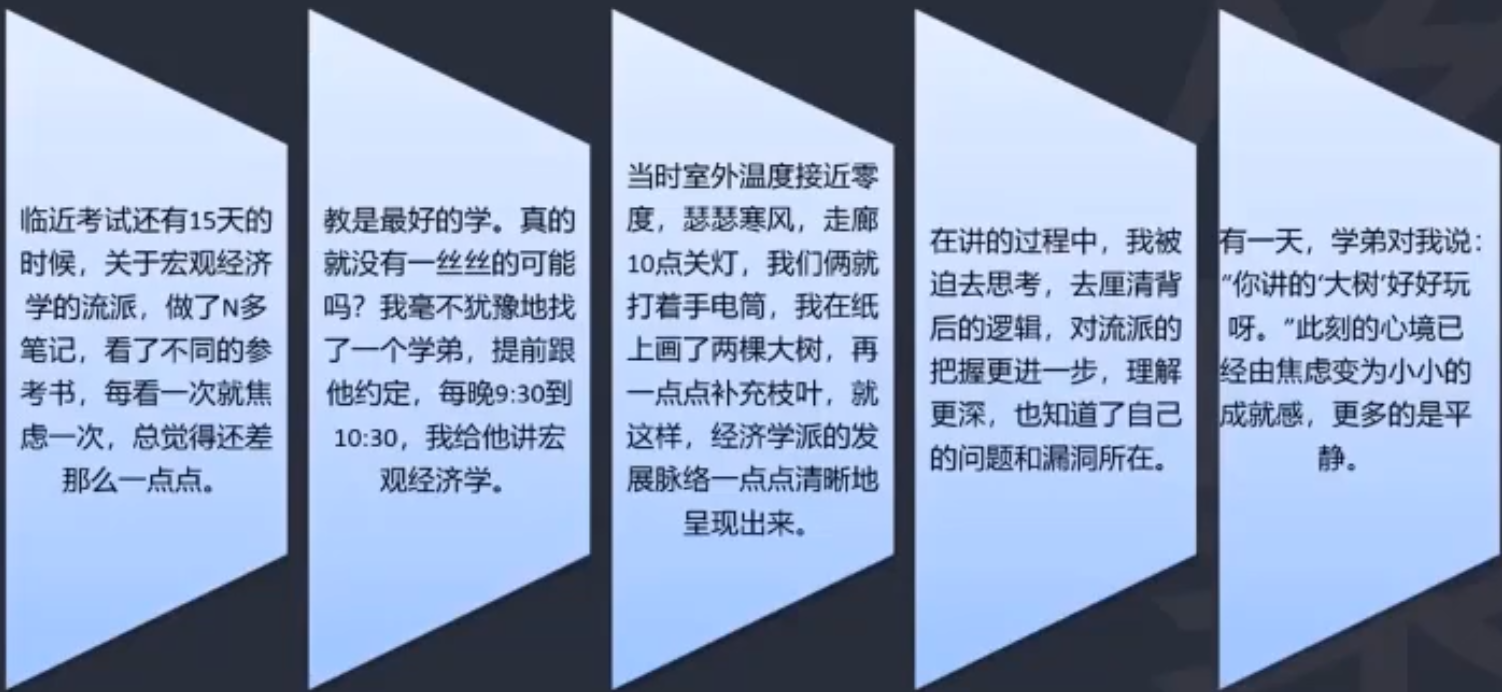 临近考试还有15天的
时候，关于宏观经济
学的流派，做了N多
笔记，看了不同的参
考书，每看一次就焦
虑一次，总觉得还差
那么一点点。
教是最好的学。真的
就没有一丝丝的可能
吗？我毫不犹豫地找
了一个学弟，提前跟
他约定，每晚9:30到
10:30，我给他讲宏
观经济学。
当时室外温度接近零
度，瑟瑟寒风，走廊
10点关灯，我们俩就
打着手电筒，我在纸
上画了两棵大树，再
一点点补充枝叶，就
这样，经济学派的发
展脉络一点点清晰地
呈现出来。
在讲的过程中，我被
迫去思考，去厘清背
后的逻辑，对流派的
把握更进一步，理解
更深，也知道了自己
的问题和漏洞所在。
有一天，学弟对我说：
“你讲的‘大树’好好玩
呀。”此刻的心境已
经由焦虑变为小小的
成就感，更多的是平
静。